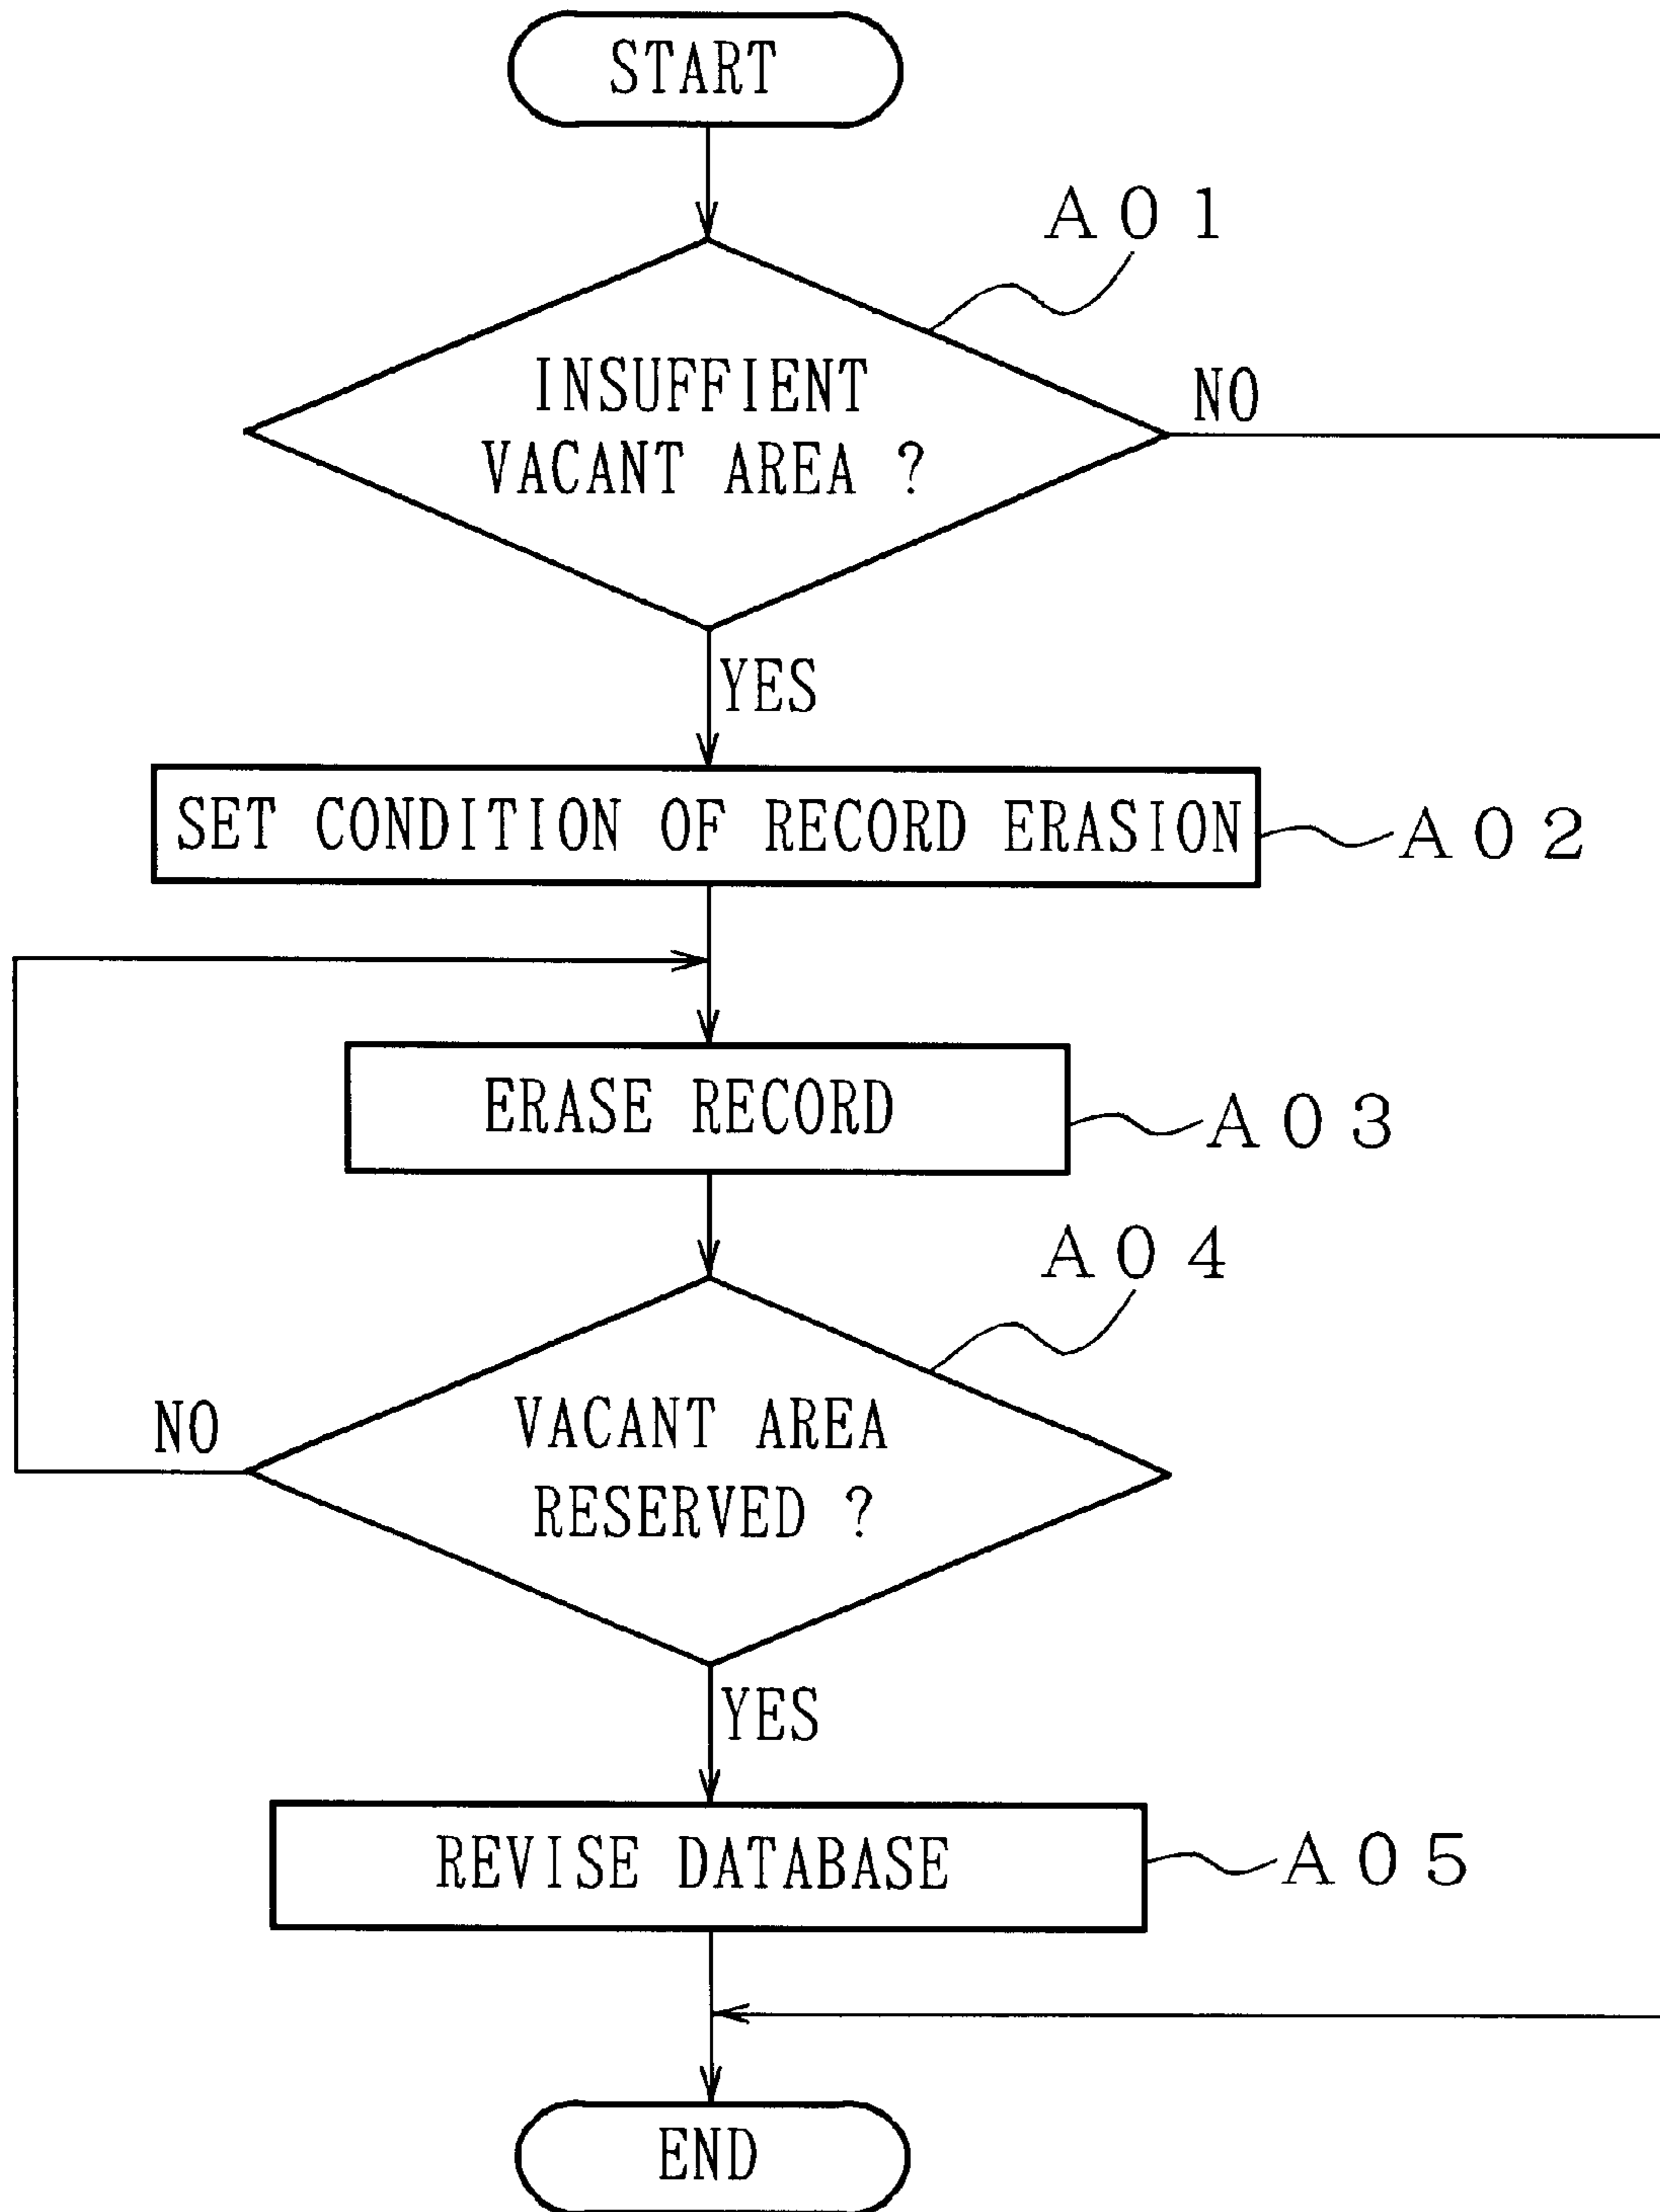 START
A01
INSUFFIENT
VACANT AREA ?
NO
YES
SET CONDITION OF RECORD ERASION
A02
ERASE RECORD
A03
A04
VACANT AREA
RESERVED ?
NO
YES
REVISE DATABASE
A05
END